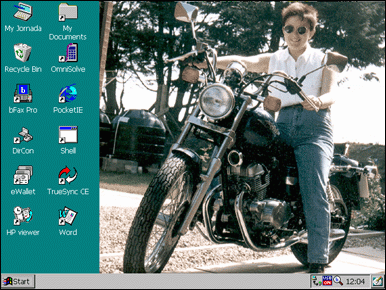 My Jornada
My
Documents
Recycle Bin
OmniSolve
bFax Pro
PocketIE
DirCon
Shell
eWallet
TrueSync CE
HP viewer
Word
Start
12:04